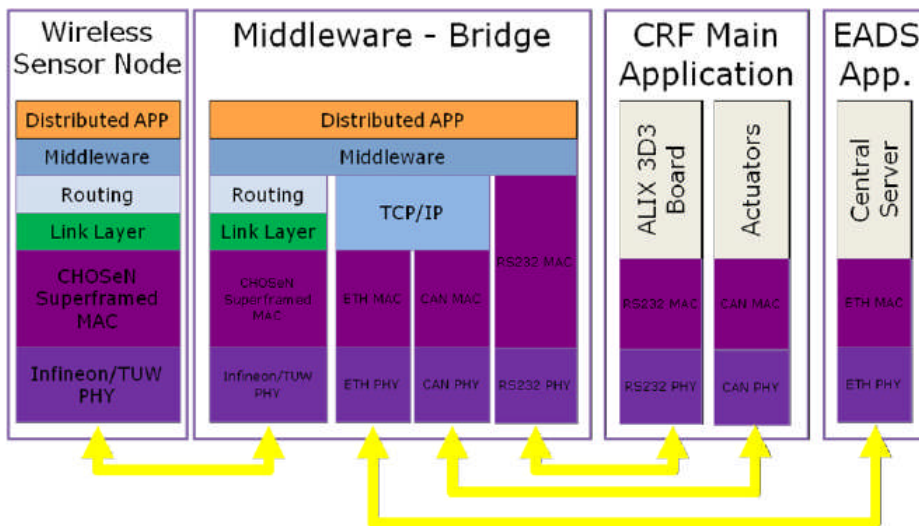 Wireless
Sensor Node
Distributed APP
Middleware
Routing
Link Layer
CHOSeN
Superframed
MAC
Infineon/TUW
PHY
Middleware - Bridge
Distributed APP
Middleware
Routing
Link Layer
CHOSeN
Superframed
MAC
Infineon/TUW
PHY
TCP/IP
ETH MAC
ETH PHY
CAN MAC
CAN PHY
RS232 MAC
RS232 PHY
CRF Main
Application
ALIX 3D3
Board
RS232 MAC
RS232 PHY
Actuators
CAN MAC
CAN PHY
EADS
App.
Central
Server
ETH MAC
ETH PHY